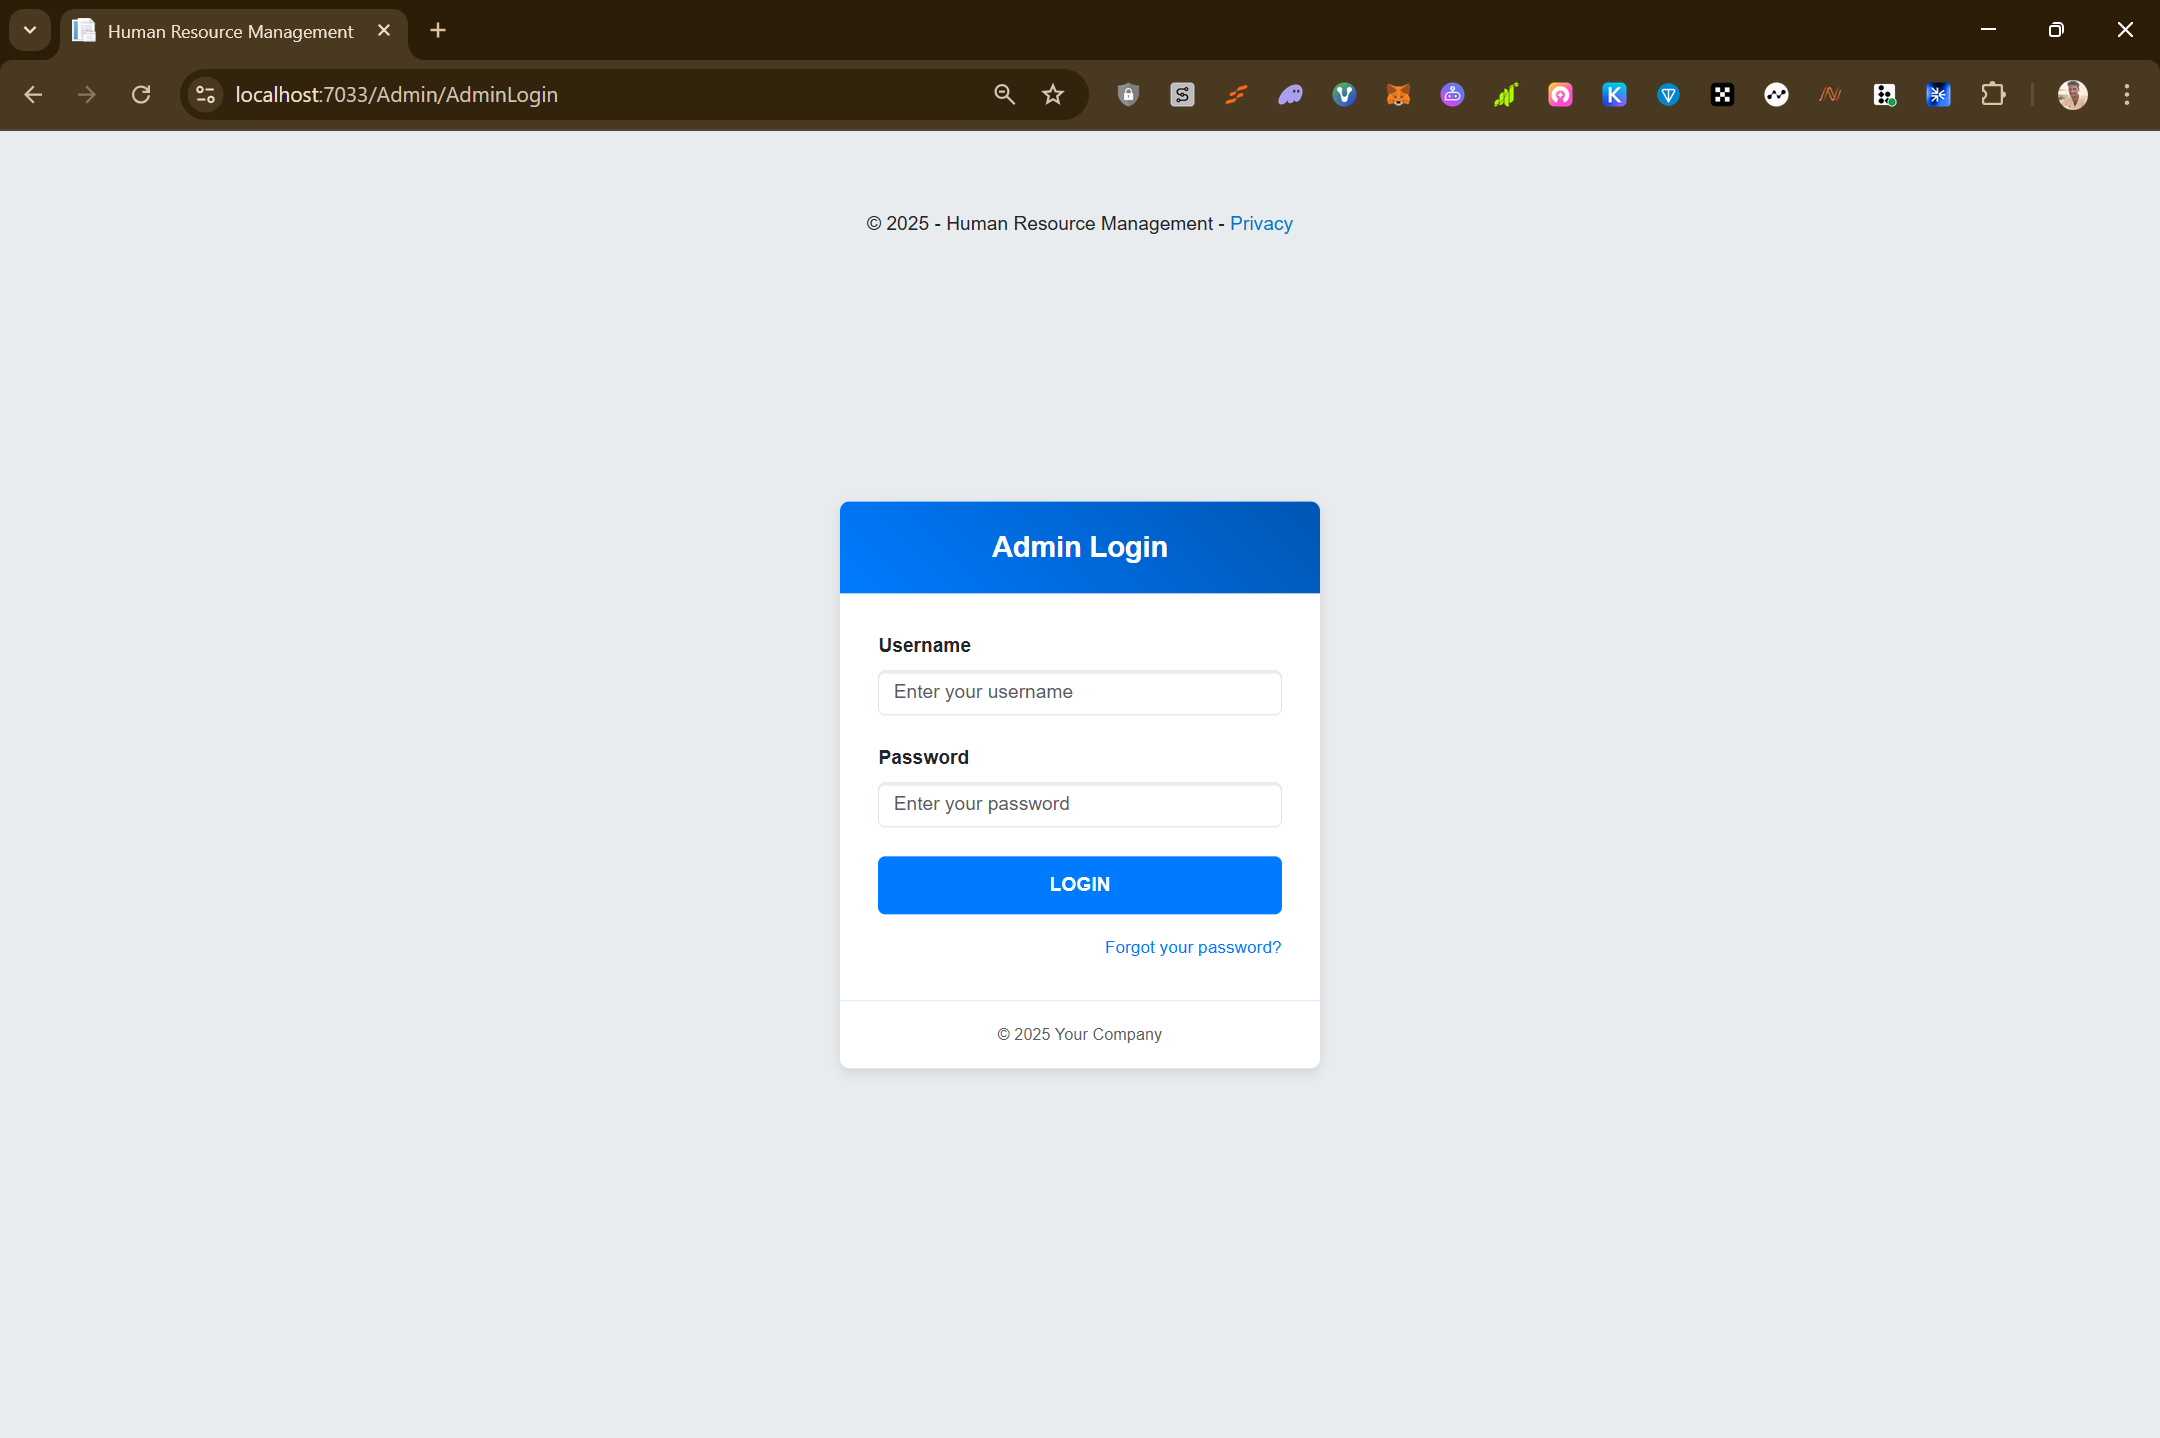 Human Resource Management
localhost:7033/Admin/AdminLogin
© 2025 - Human Resource Management - Privacy
Admin Login
Username
Enter your username
Password
Enter your password
LOGIN
Forgot your password?
© 2025 Your Company